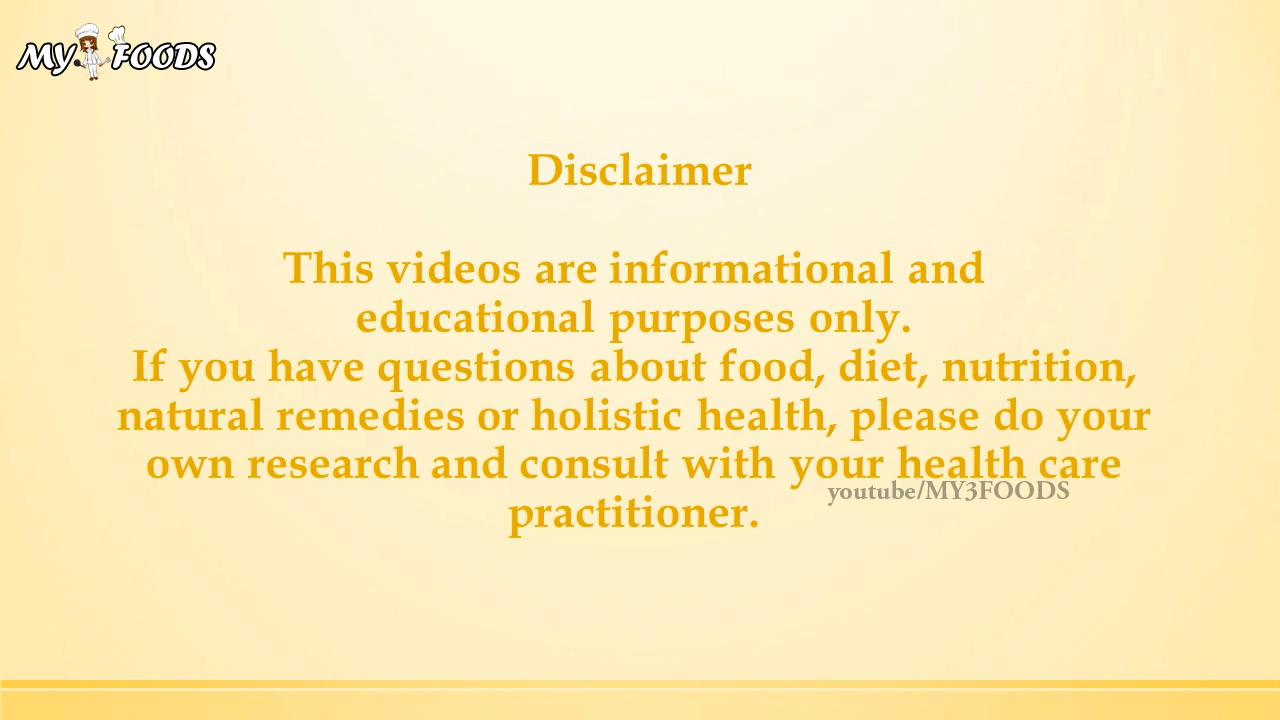 MY FOODS
Disclaimer
This videos are informational and
educational purposes only.
If you have questions about food, diet, nutrition,
natural remedies or holistic health, please do your
own research and consult with your health care
youtube/MY3FOODS
practitioner.